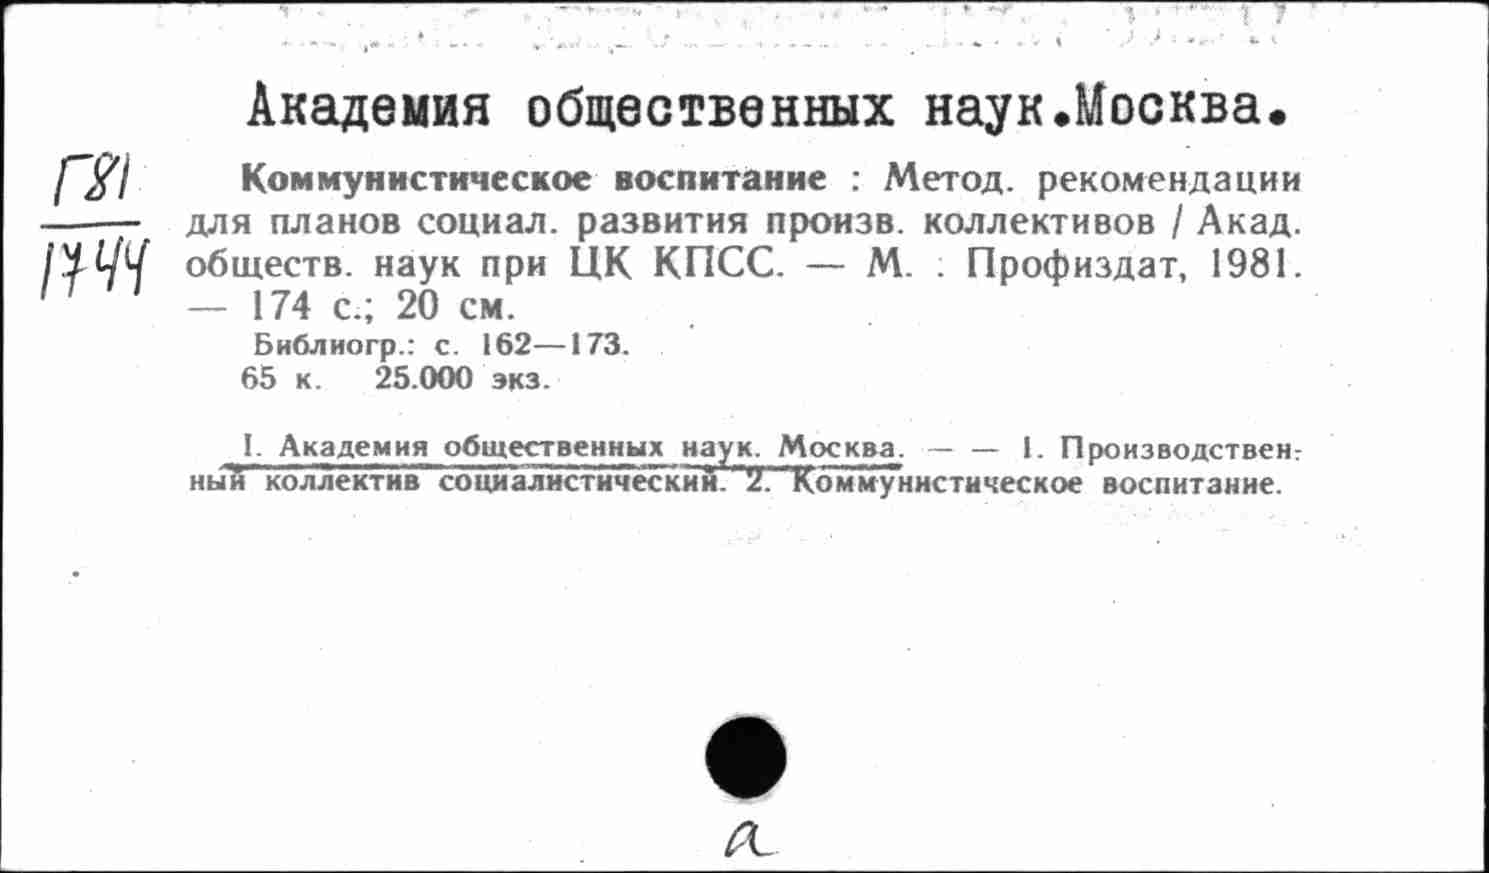 Академия общественных наук.Москва.
Г81
1744
Коммунистическое воспитание : Метод. рекомендации
для планов социал. развития произв. коллективов / Акад.
обществ. наук при ЦК КПСС. — М. : Профиздат, 1981.
— 174 с.; 20 см.
Библиогр.: с. 162—173.
65 к. 25.000 экз.
I. Академия общественных наук. Москва. — — 1. Производствен-
ный коллектив социалистический. 2. Коммунистическое воспитание.
а